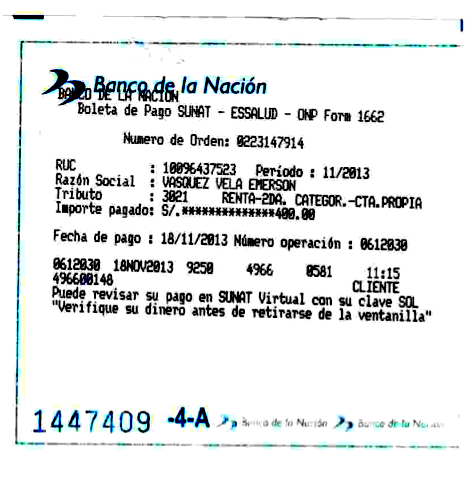 Banco de la Nación
BANCO DE LA NACION
Boleta de Pago SUNAT - ESSALUD - ONP Form 1662
Numero de Orden: 0223147914
RUC : 10096437523 Periodo : 11/2013
Razón Social : VASQUEZ VELA EMERSON
Tributo : 3021 RENTA-2DA. CATEGOR.-CTA.PROPIA
Importe pagado: S/.**************400.00
Fecha de pago : 18/11/2013 Número operación : 0612030
0612030 18NOV2013 9250 4966 0581 11:15
496600148 CLIENTE
Puede revisar su pago en SUNAT Virtual con su clave SOL
"Verifique su dinero antes de retirarse de la ventanilla"
1447409 -4-A Banco de la Nación Banco de la Nación